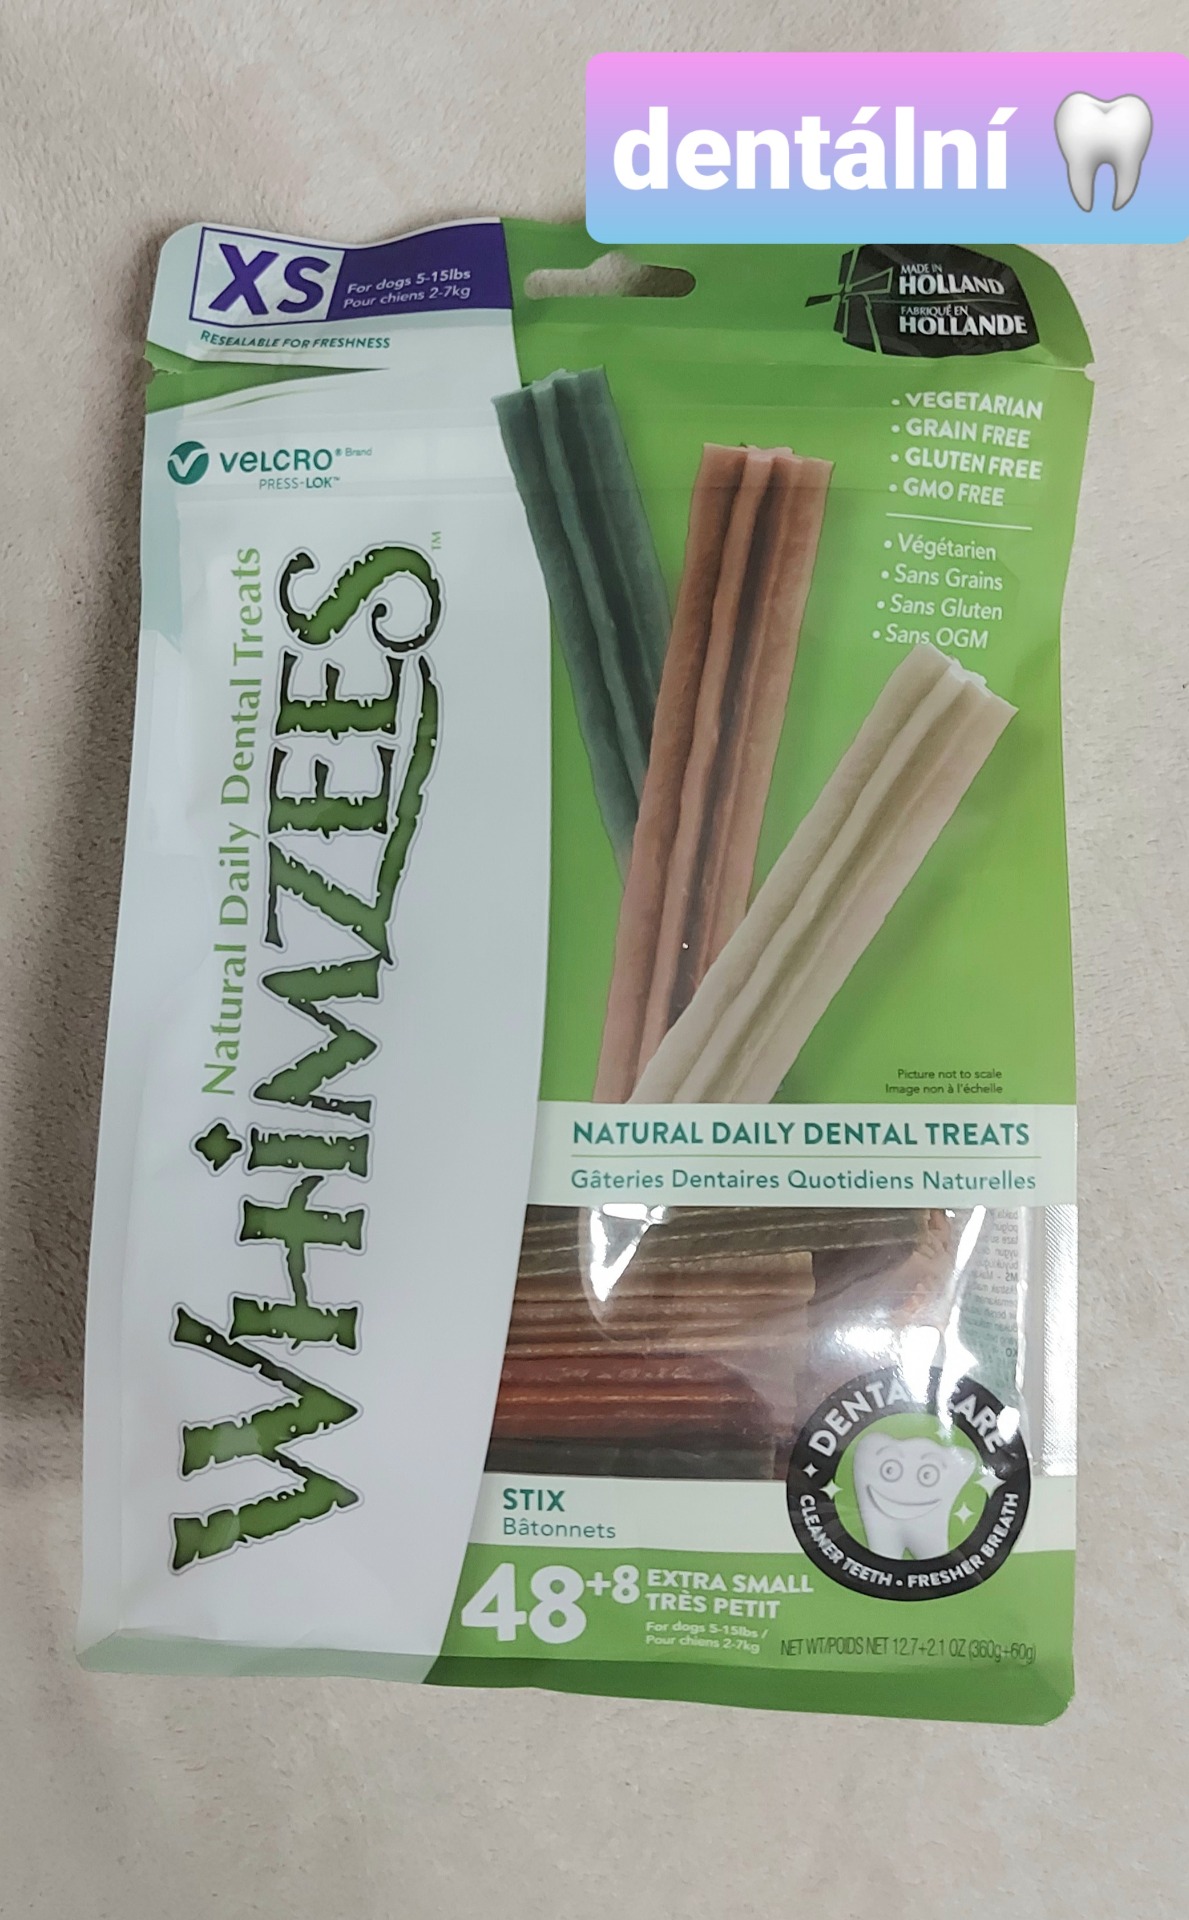 dentální
XS
For dogs 5-15lbs
Pour chiens 2-7kg
RESEALABLE FOR FRESHNESS
MADE IN
HOLLAND
FABRIQUÉ EN
HOLLANDE
VELCRO® Brand
PRESS-LOK™
• VEGETARIAN
• GRAIN FREE
• GLUTEN FREE
• GMO FREE
• Végétarien
• Sans Grains
• Sans Gluten
• Sans OGM
Natural Daily Dental Treats
WHIMZEES™
Picture not to scale
Image non à l'échelle
NATURAL DAILY DENTAL TREATS
Gâteries Dentaires Quotidiens Naturelles
DENTAL CARE
CLEANER TEETH • FRESHER BREATH
STIX
Bâtonnets
48+8 EXTRA SMALL
TRÈS PETIT
For dogs 5-15lbs /
Pour chiens 2-7kg
NET WT/POIDS NET 12.7+2.1 OZ (360g+60g)